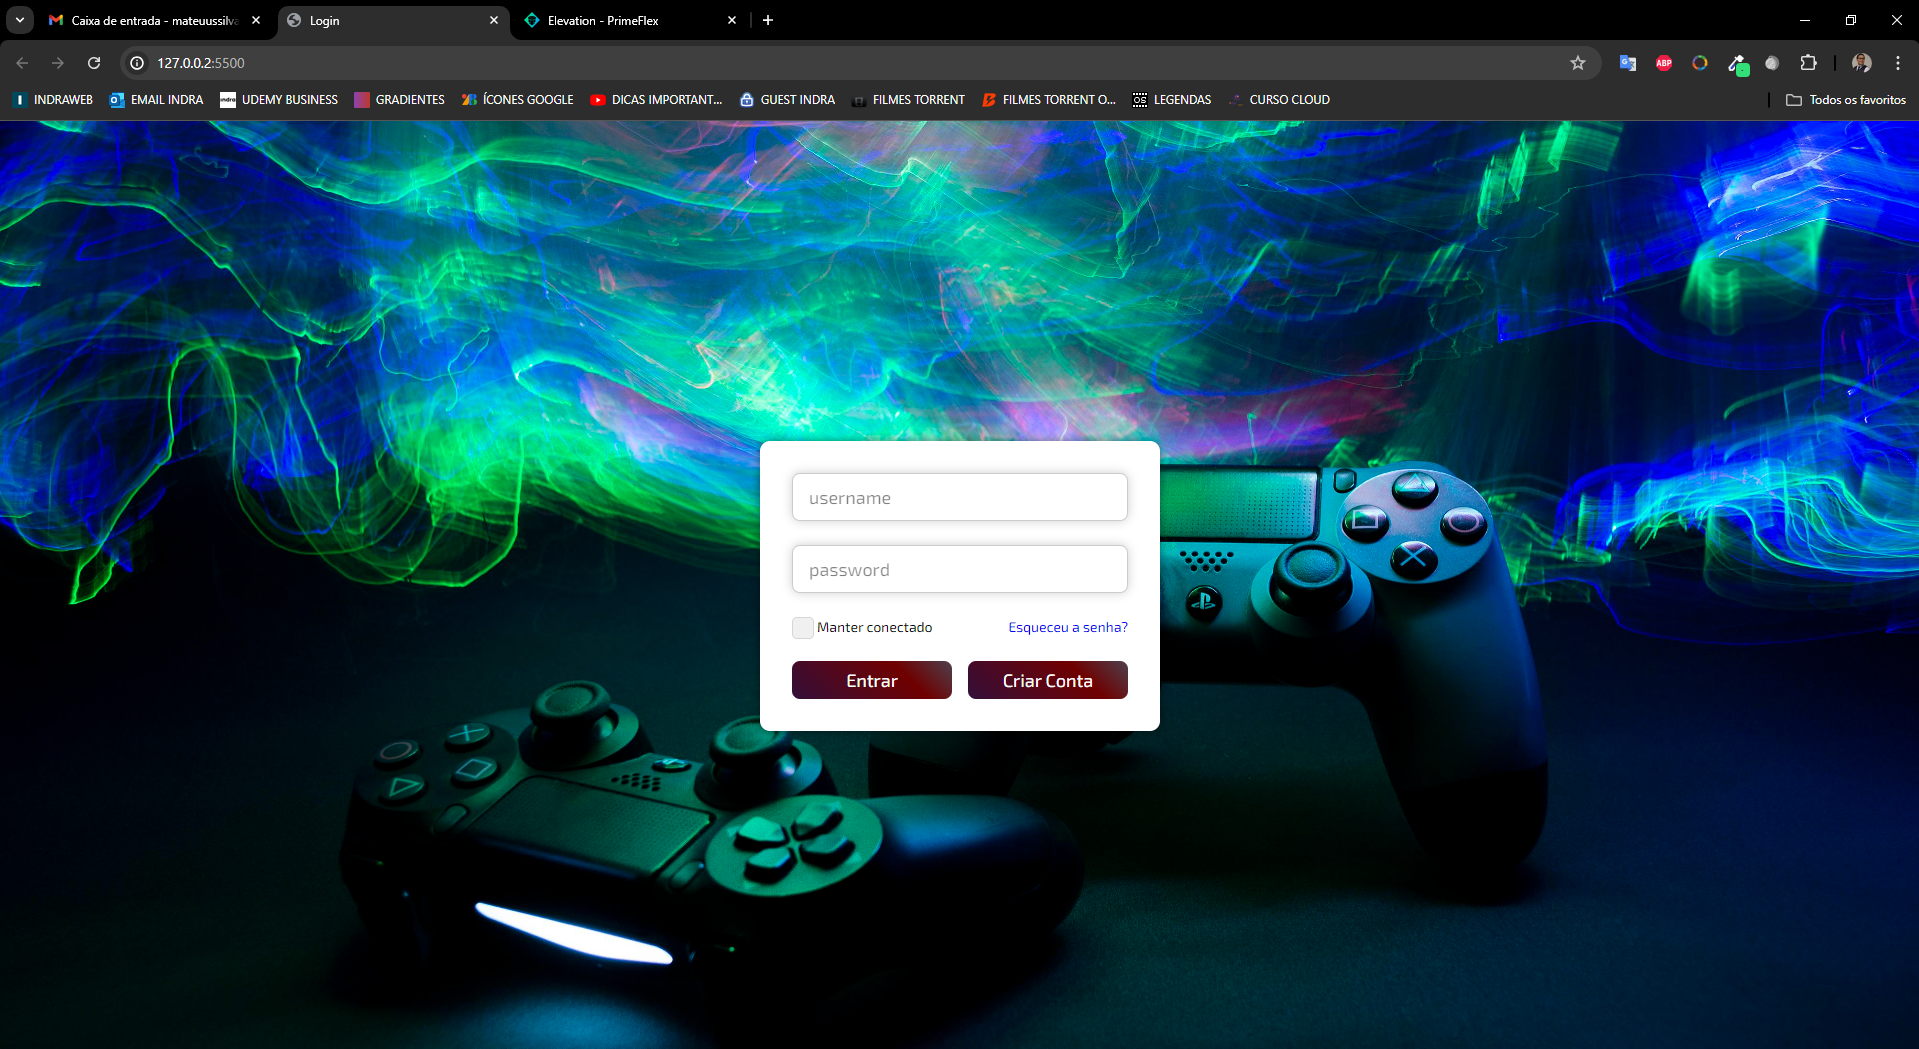 Caixa de entrada - mateuussilva
Login
Elevation - PrimeFlex
127.0.0.2:5500
ABP
INDRAWEB
EMAIL INDRA
indra
UDEMY BUSINESS
GRADIENTES
ÍCONES GOOGLE
DICAS IMPORTANT...
GUEST INDRA
FILMES TORRENT
FILMES TORRENT O...
LEGENDAS
CURSO CLOUD
Todos os favoritos
username
password
Manter conectado
Esqueceu a senha?
Entrar
Criar Conta